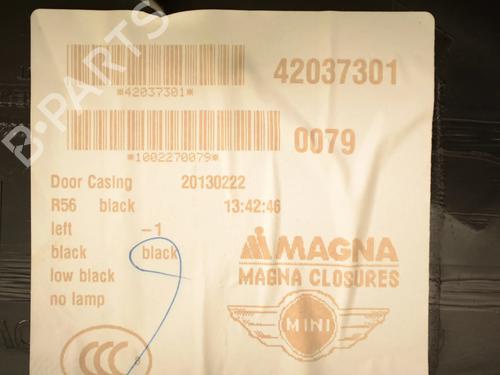 B-PARTS
42037301
*42037301*
0079
*1002270079*
Door Casing 20130222
R56 black 13:42:46
left -1
black black
low black
no lamp
MAGNA
MAGNA CLOSURES
MINI
CCC